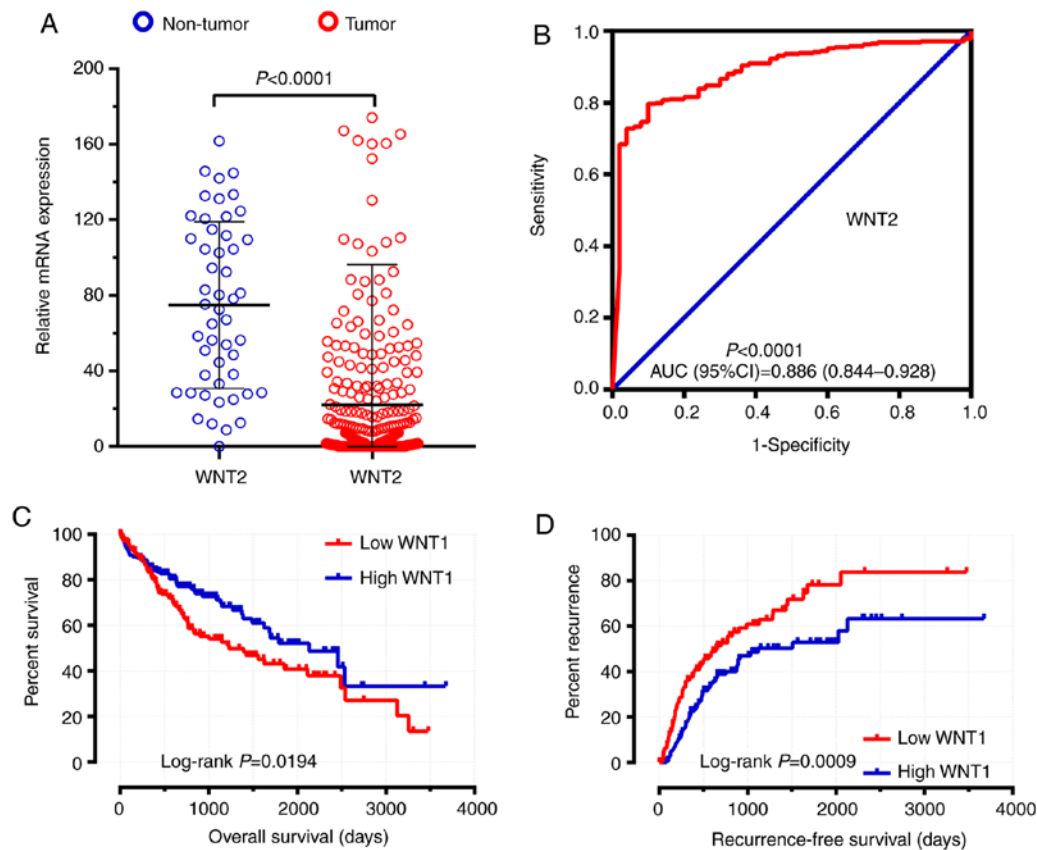 A
Non-tumor
Tumor
P<0.0001
200
160
120
80
40
0
Relative mRNA expression
WNT2
WNT2
B
1.0
0.8
0.6
0.4
0.2
0.0
Sensitivity
WNT2
P<0.0001
AUC (95%CI)=0.886 (0.844–0.928)
0.0
0.2
0.4
0.6
0.8
1.0
1-Specificity
C
100
80
60
40
20
0
Percent survival
Low WNT1
High WNT1
Log-rank P=0.0194
0
1000
2000
3000
4000
Overall survival (days)
D
100
80
60
40
20
0
Percent recurrence
Low WNT1
High WNT1
Log-rank P=0.0009
0
1000
2000
3000
4000
Recurrence-free survival (days)